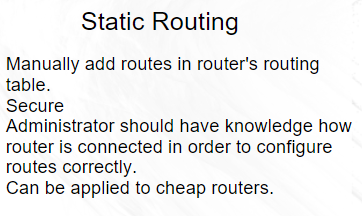 Static Routing
Manually add routes in router's routing
table.
Secure
Administrator should have knowledge how
router is connected in order to configure
routes correctly.
Can be applied to cheap routers.